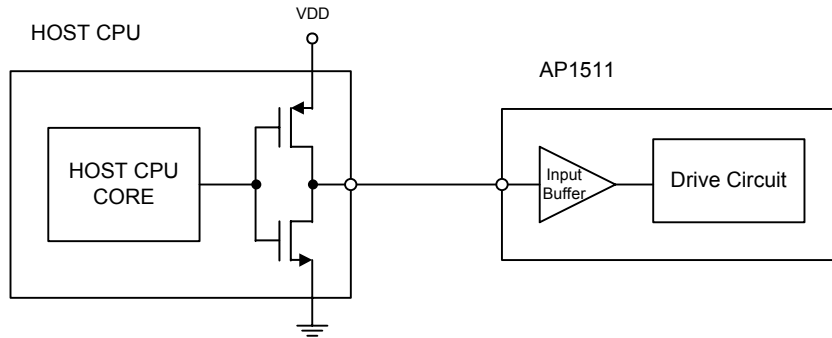 HOST CPU
VDD
AP1511
HOST CPU
CORE
Input
Buffer
Drive Circuit